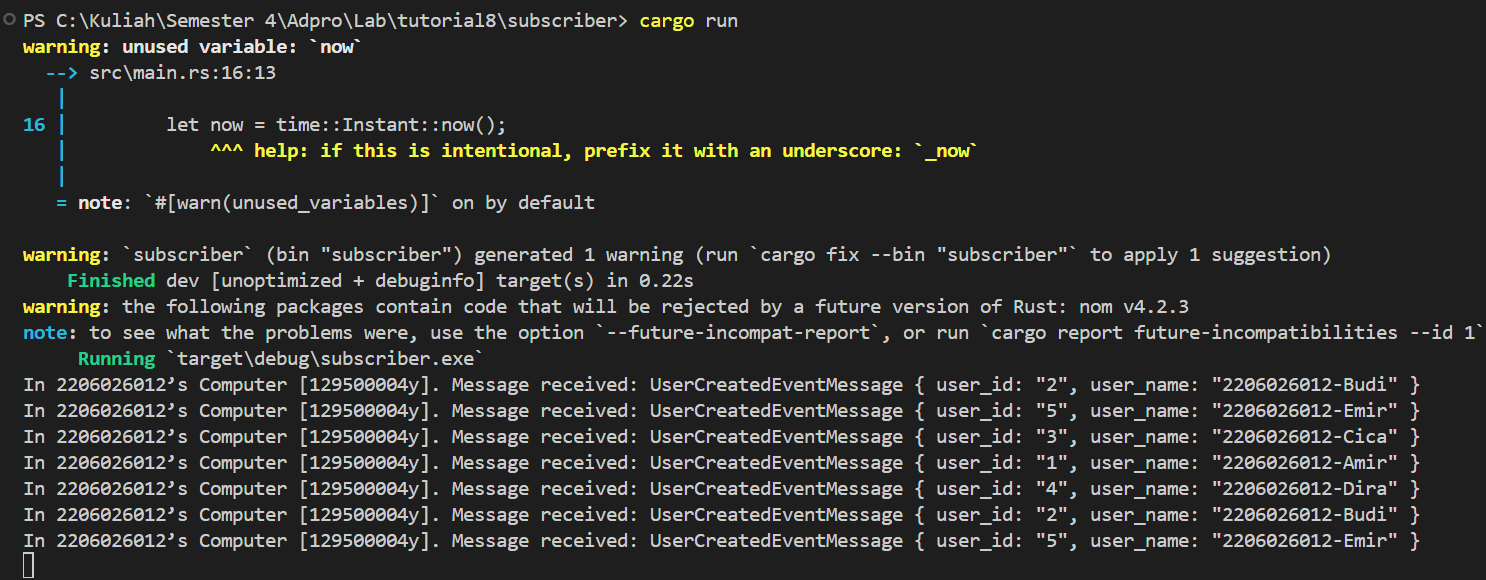 PS C:\Kuliah\Semester 4\Adpro\Lab\tutorial8\subscriber> cargo run
warning: unused variable: `now`
  --> src\main.rs:16:13
   |
16 |         let now = time::Instant::now();
   |             ^^^ help: if this is intentional, prefix it with an underscore: `_now`
   |
   = note: `#[warn(unused_variables)]` on by default

warning: `subscriber` (bin "subscriber") generated 1 warning (run `cargo fix --bin "subscriber"` to apply 1 suggestion)
    Finished dev [unoptimized + debuginfo] target(s) in 0.22s
warning: the following packages contain code that will be rejected by a future version of Rust: nom v4.2.3
note: to see what the problems were, use the option `--future-incompat-report`, or run `cargo report future-incompatibilities --id 1`
     Running `target\debug\subscriber.exe`
In 2206026012’s Computer [129500004y]. Message received: UserCreatedEventMessage { user_id: "2", user_name: "2206026012-Budi" }
In 2206026012’s Computer [129500004y]. Message received: UserCreatedEventMessage { user_id: "5", user_name: "2206026012-Emir" }
In 2206026012’s Computer [129500004y]. Message received: UserCreatedEventMessage { user_id: "3", user_name: "2206026012-Cica" }
In 2206026012’s Computer [129500004y]. Message received: UserCreatedEventMessage { user_id: "1", user_name: "2206026012-Amir" }
In 2206026012’s Computer [129500004y]. Message received: UserCreatedEventMessage { user_id: "4", user_name: "2206026012-Dira" }
In 2206026012’s Computer [129500004y]. Message received: UserCreatedEventMessage { user_id: "2", user_name: "2206026012-Budi" }
In 2206026012’s Computer [129500004y]. Message received: UserCreatedEventMessage { user_id: "5", user_name: "2206026012-Emir" }